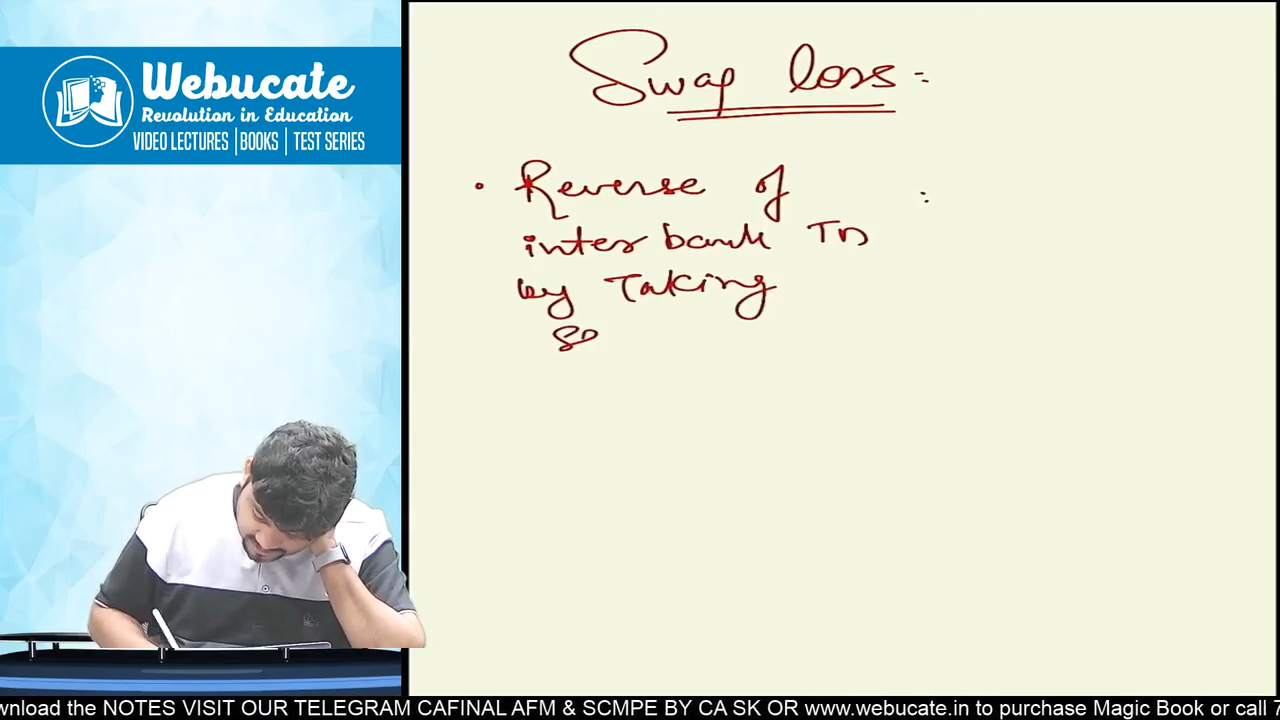 Webucate
Revolution in Education
VIDEO LECTURES | BOOKS | TEST SERIES
Swap loss :-
• Reverse of :
inter bank Tn
by Taking
wnload the NOTES VISIT OUR TELEGRAM CAFINAL AFM & SCMPE BY CA SK OR www.webucate.in to purchase Magic Book or call 7